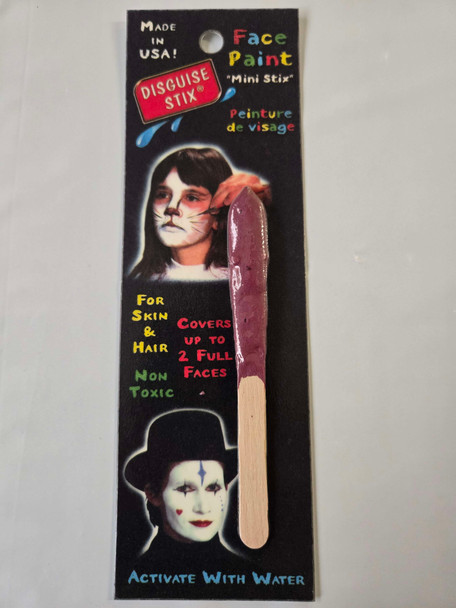 MADE
IN
USA!
Face
Paint
"Mini Stix"
DISGUISE
STIX®
Peinture
de visage
FOR
SKIN
&
HAIR
COVERS
UP TO
2 FULL
FACES
NON
TOXIC
ACTIVATE WITH WATER